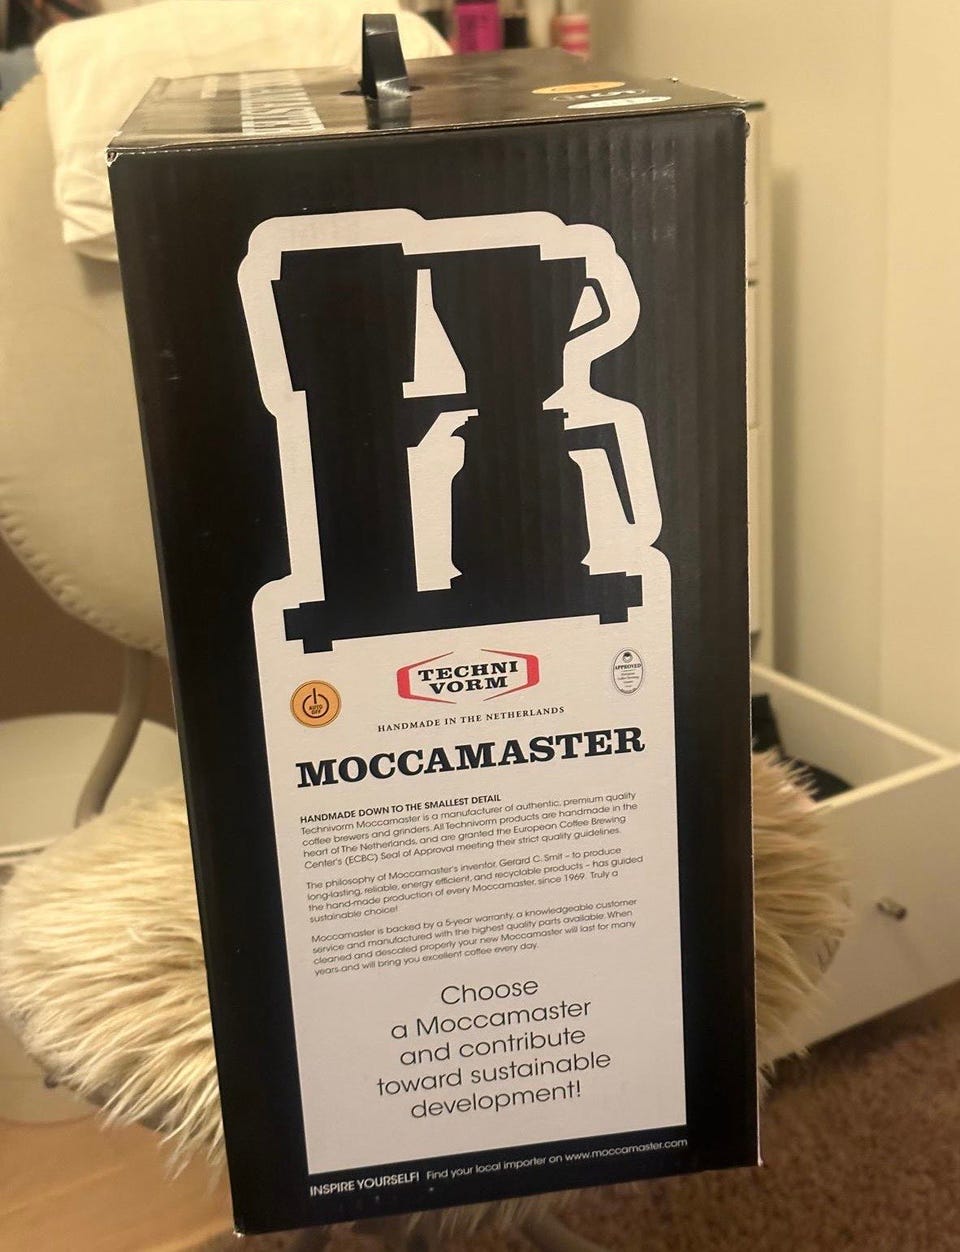 AUTO
OFF
TECHNI
VORM
APPROVED
HANDMADE IN THE NETHERLANDS
MOCCAMASTER
HANDMADE DOWN TO THE SMALLEST DETAIL
Technivorm Moccamaster is a manufacturer of authentic, premium quality
coffee brewers and grinders. All Technivorm products are handmade in the
heart of The Netherlands, and are granted the European Coffee Brewing
Center's (ECBC) Seal of Approval meeting their strict quality guidelines.
The philosophy of Moccamaster's inventor, Gerard C. Smit – to produce
long-lasting, reliable, energy efficient, and recyclable products – has guided
the hand-made production of every Moccamaster, since 1969. Truly a
sustainable choice!
Moccamaster is backed by a 5-year warranty, a knowledgeable customer
service and manufactured with the highest quality parts available. When
cleaned and descaled properly your new Moccamaster will last for many
years and will bring you excellent coffee every day.
Choose
a Moccamaster
and contribute
toward sustainable
development!
INSPIRE YOURSELF! Find your local importer on www.moccamaster.com